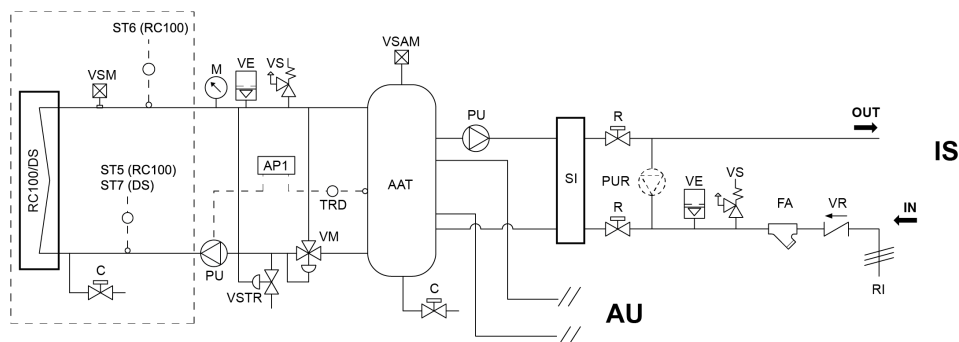 ST6 (RC100)
VSM
M
VE
VS
VSAM
PU
R
OUT
IS
RC100/DS
ST5 (RC100)
ST7 (DS)
AP1
TRD
AAT
SI
PUR
VE
VS
R
FA
VR
IN
C
PU
VM
VSTR
C
RI
AU